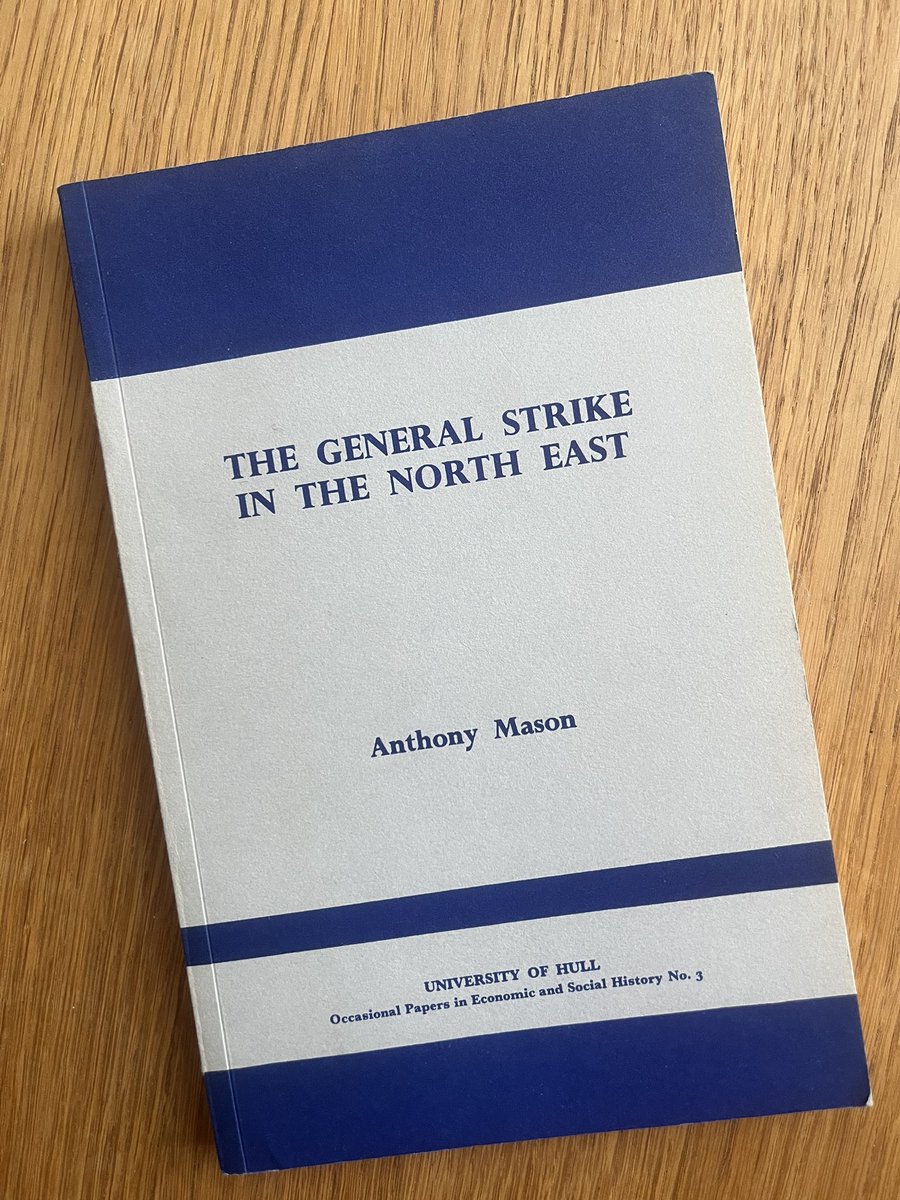 THE GENERAL STRIKE
IN THE NORTH EAST
Anthony Mason
UNIVERSITY OF HULL
Occasional Papers in Economic and Social History No. 3